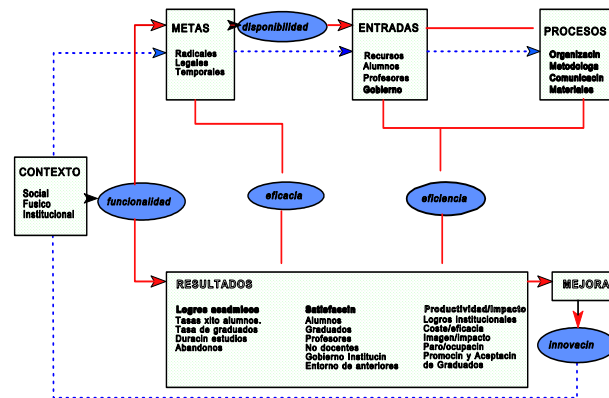 METAS
Radicales
Legales
Temporales
disponibilidad
ENTRADAS
Recursos
Alumnos
Profesores
Gobierno
PROCESOS
Organizacin
Metodologa
Comunicacin
Materiales
CONTEXTO
Social
Fusico
Institucional
funcionalidad
eficacia
eficiencia
RESULTADOS
Logros acadmicos
Tasas xito alumnos.
Tasa de graduados
Duracin estudios
Abandonos
Satisfaccin
Alumnos
Graduados
Profesores
No docentes
Gobierno Institucin
Entorno de anteriores
Productividad/impacto
Logros institucionales
Coste/eficacia
Imagen/impacto
Paro/ocupacin
Promocin y Aceptacin
de Graduados
MEJORA
innovacin